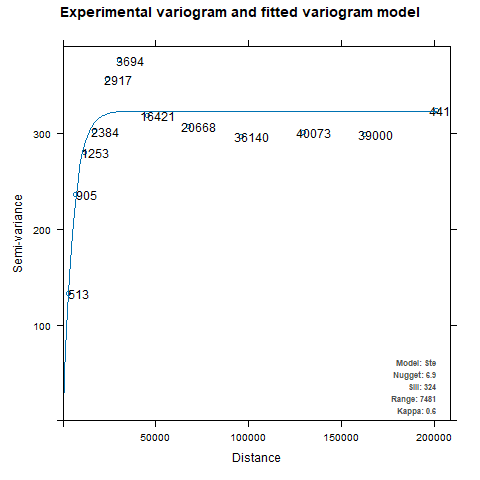 Experimental variogram and fitted variogram model
3694
2917
16421
441
2384
20668
36140
40073
39000
1253
905
513
300
200
100
Semi-variance
Model: Ste
Nugget: 6.9
Sill: 324
Range: 7481
Kappa: 0.6
50000 100000 150000 200000
Distance